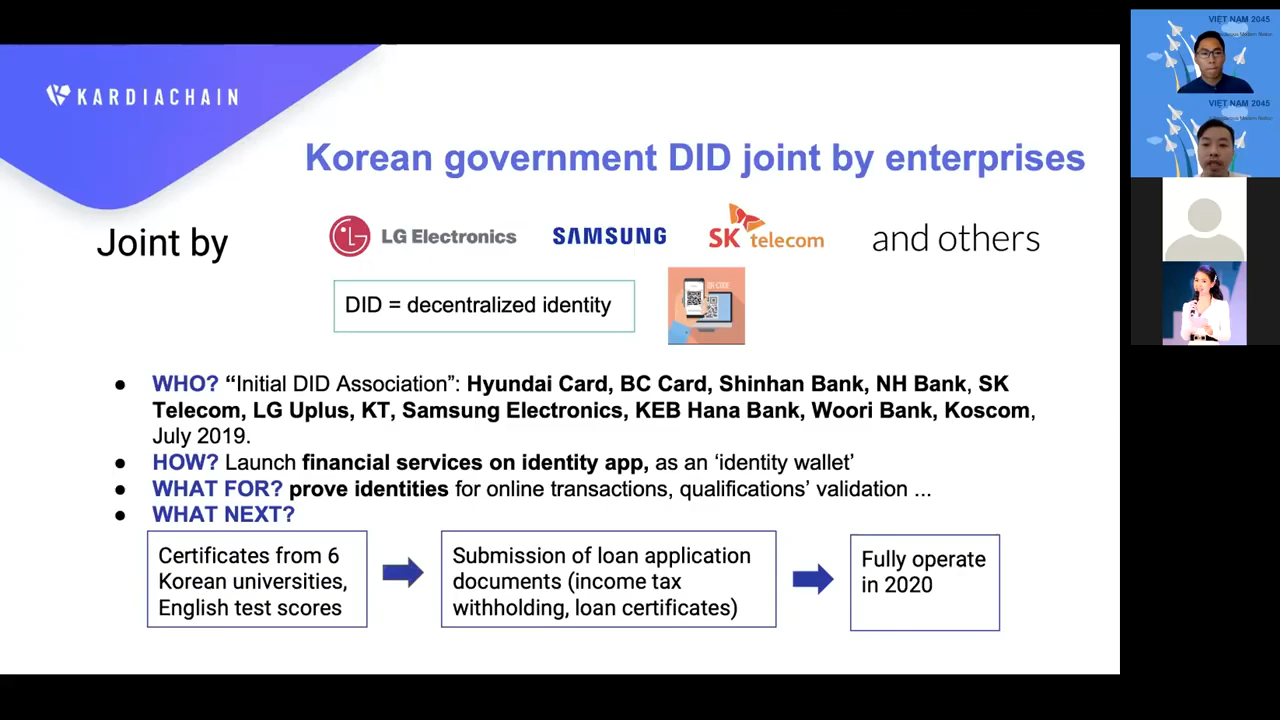 KARDIACHAIN
Korean government DID joint by enterprises
Joint by
LG Electronics
SAMSUNG
SK telecom
and others
DID = decentralized identity
● WHO? “Initial DID Association”: Hyundai Card, BC Card, Shinhan Bank, NH Bank, SK
Telecom, LG Uplus, KT, Samsung Electronics, KEB Hana Bank, Woori Bank, Koscom,
July 2019.
● HOW? Launch financial services on identity app, as an ‘identity wallet’
● WHAT FOR? prove identities for online transactions, qualifications’ validation ...
● WHAT NEXT?
Certificates from 6
Korean universities,
English test scores
Submission of loan application
documents (income tax
withholding, loan certificates)
Fully operate
in 2020
VIỆT NAM 2045
VIỆT NAM 2045